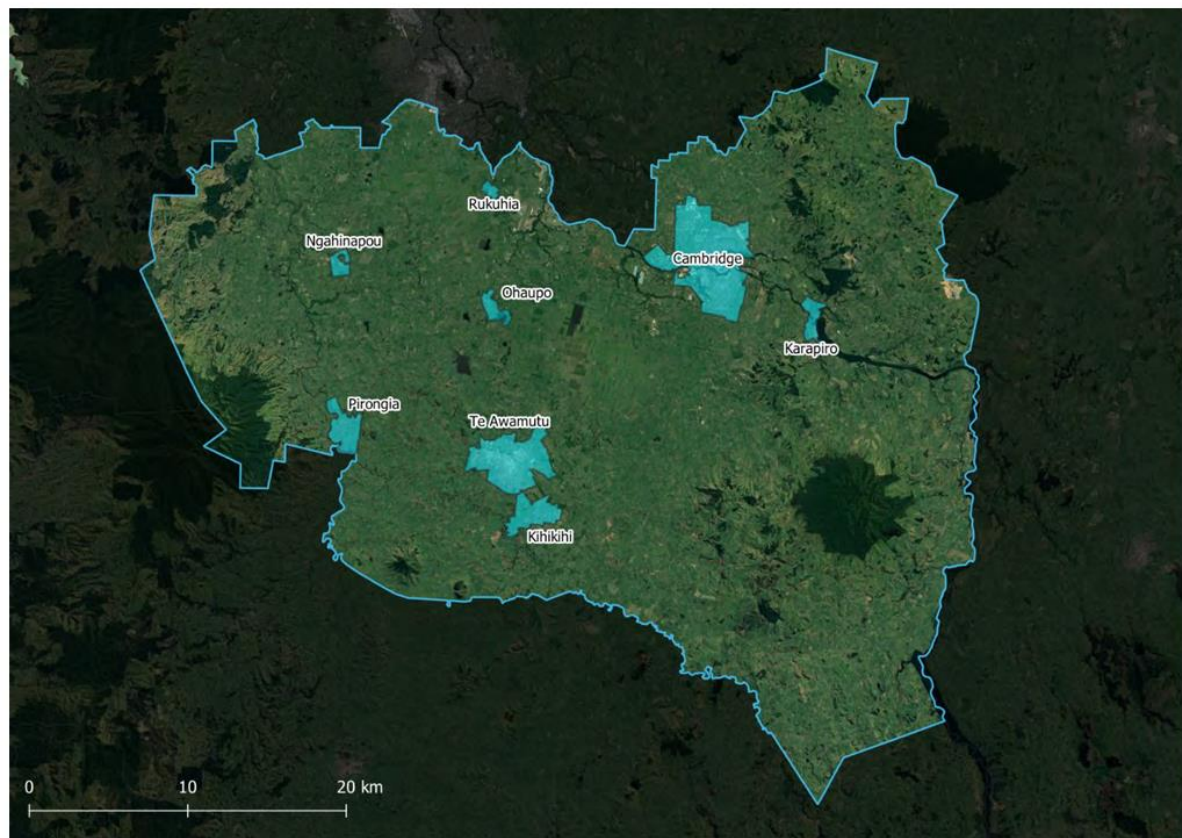 Rukuhia
Ngahinapou
Cambridge
Ohaupo
Karapiro
Pirongia
Te Awamutu
Kihikihi
0 10 20 km